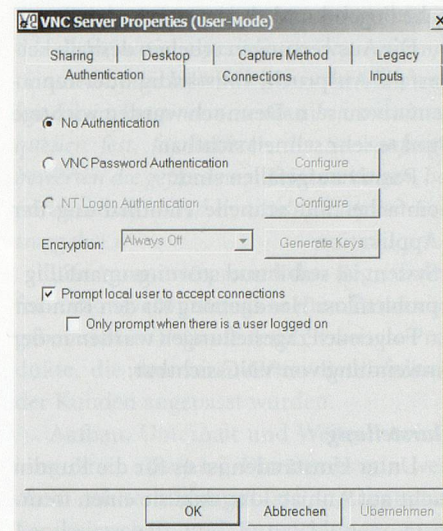 VNC Server Properties (User-Mode)
Sharing Desktop Capture Method Legacy
Authentication Connections Inputs
No Authentication
VNC Password Authentication Configure
NT Logon Authentication Configure
Encryption: Always Off Generate Keys
Prompt local user to accept connections
Only prompt when there is a user logged on
OK Abbrechen Übernehmen